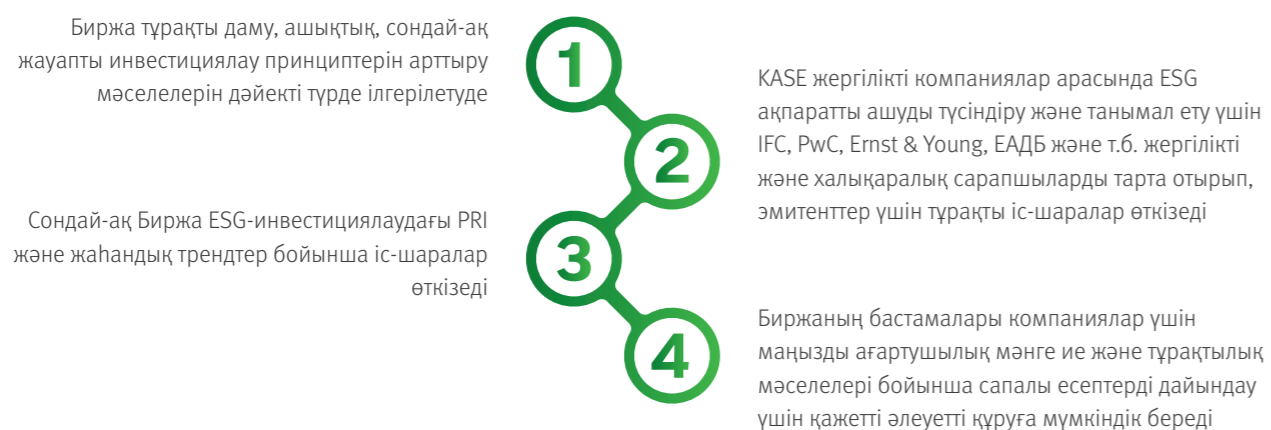 Биржа тұрақты даму, ашықтық, сондай-ақ
жауапты инвестициялау принциптерін арттыру
мәселелерін дәйекті түрде ілгерілетуде
1
KASE жергілікті компаниялар арасында ESG
ақпаратты ашуды түсіндіру және танымал ету үшін
IFC, PwC, Ernst & Young, ЕАДБ және т.б. жергілікті
және халықаралық сарапшыларды тарта отырып,
эмитенттер үшін тұрақты іс-шаралар өткізеді
2
Сондай-ақ Биржа ESG-инвестициялаудағы PRI
және жаһандық трендтер бойынша іс-шаралар
өткізеді
3
4
Биржаның бастамалары компаниялар үшін
маңызды ағартушылық мәнге ие және тұрақтылық
мәселелері бойынша сапалы есептерді дайындау
үшін қажетті әлеуетті құруға мүмкіндік береді